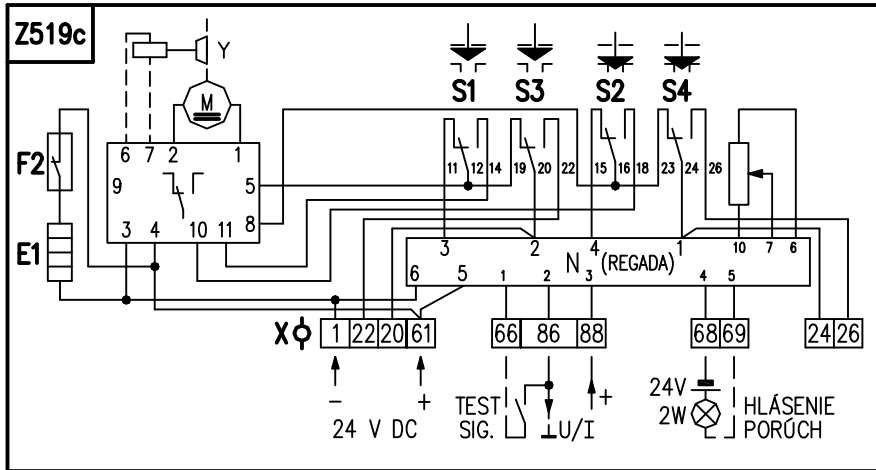 Z519c
Y
M
S1 S3 S2 S4
F2
6 7 2 1
9 5
8
3 4 10 11
E1
11 12 14 19 20 22 15 16 18 23 24 26
3 2 4 1 10 7 6
N (REGADA)
6 5 1 2 3 4 5
X 1 22 20 61 66 86 88 68 69 24 26
- +
24 V DC
TEST
SIG.
U/I
+
24V
2W
HLÁSENIE
PORÚCH